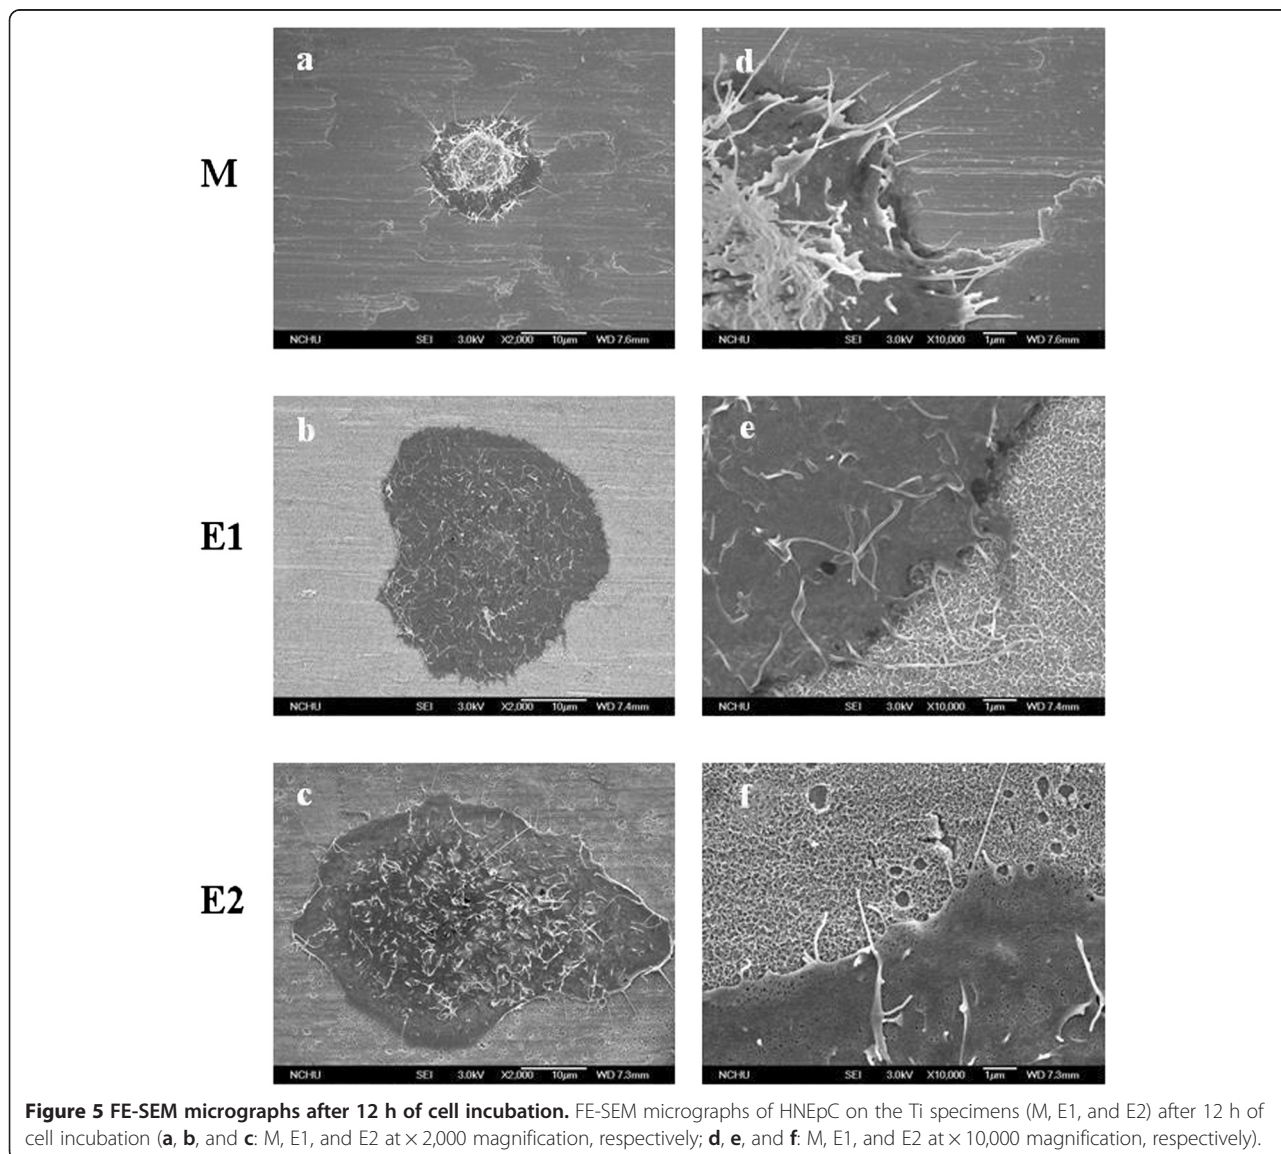 a
d
M
NCHU SEI 3.0kV X2,000 10μm WD 7.6mm
NCHU SEI 3.0kV X10,000 1μm WD 7.6mm
b
e
E1
NCHU SEI 3.0kV X2,000 10μm WD 7.4mm
NCHU SEI 3.0kV X10,000 1μm WD 7.4mm
c
f
E2
NCHU SEI 3.0kV X2,000 10μm WD 7.3mm
NCHU SEI 3.0kV X10,000 1μm WD 7.3mm
Figure 5 FE-SEM micrographs after 12 h of cell incubation. FE-SEM micrographs of HNEpC on the Ti specimens (M, E1, and E2) after 12 h of
cell incubation (a, b, and c: M, E1, and E2 at × 2,000 magnification, respectively; d, e, and f: M, E1, and E2 at × 10,000 magnification, respectively).